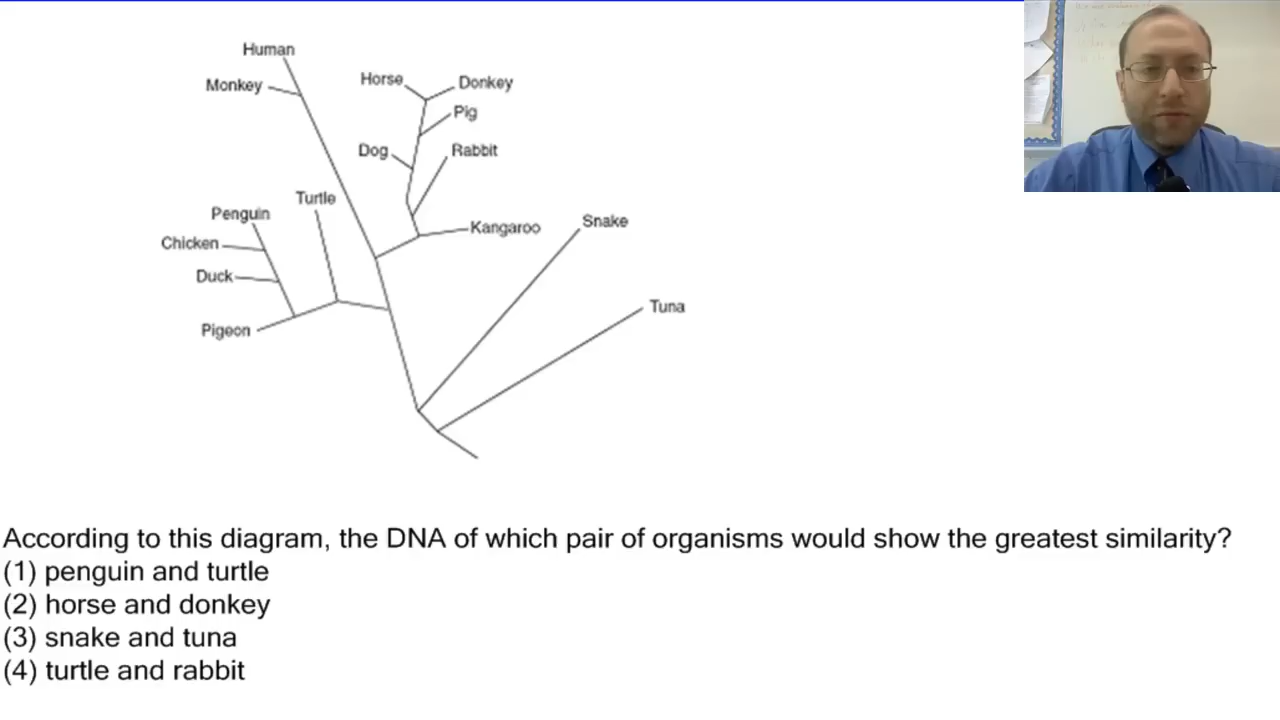 Human
Monkey
Horse
Donkey
Pig
Dog
Rabbit
Turtle
Penguin
Chicken
Duck
Pigeon
Kangaroo
Snake
Tuna
According to this diagram, the DNA of which pair of organisms would show the greatest similarity?
(1) penguin and turtle
(2) horse and donkey
(3) snake and tuna
(4) turtle and rabbit